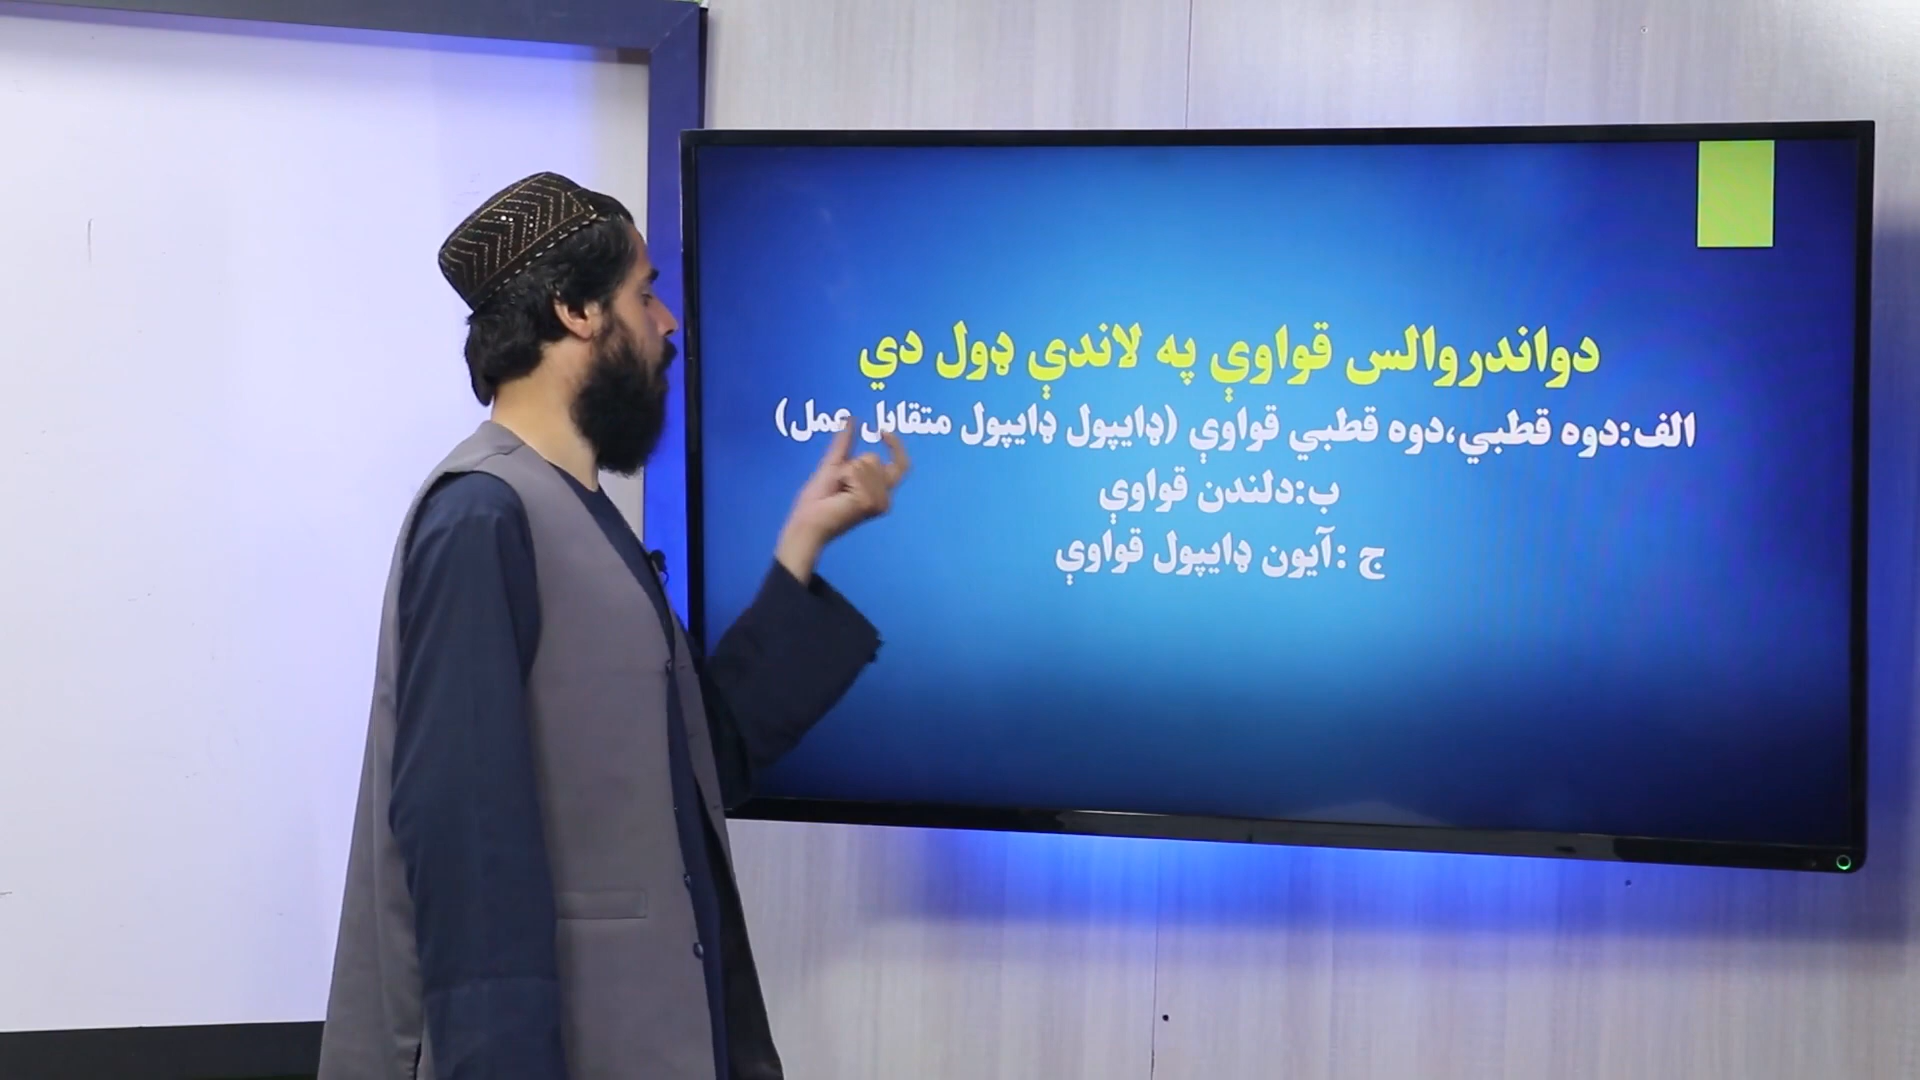 دواندروالس قواوې په لاندې ډول دي
الف:دوه قطبي،دوه قطبي قواوې (ډايپول ډايپول متقابل عمل)
ب:دلندن قواوې
ج :آيون ډايپول قواوې